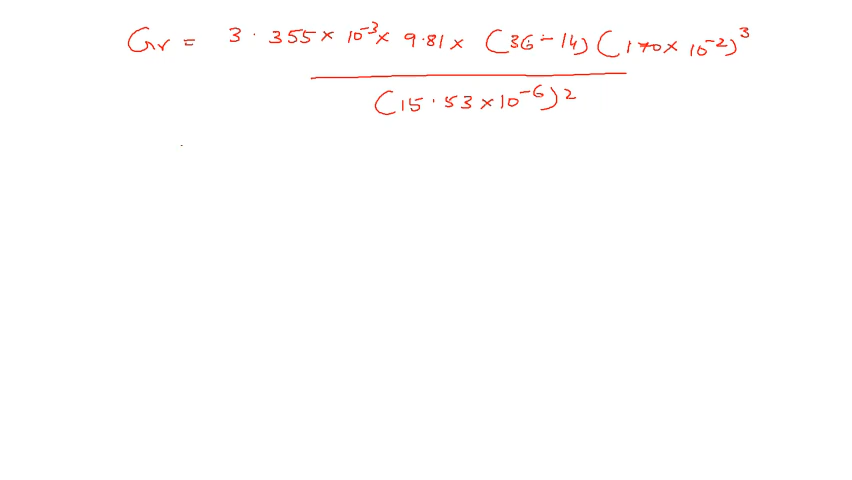 Gr = 3.355 × 10⁻³ × 9.81 × (36 - 14) (170 × 10⁻²)³
(15.53 × 10⁻⁶)²